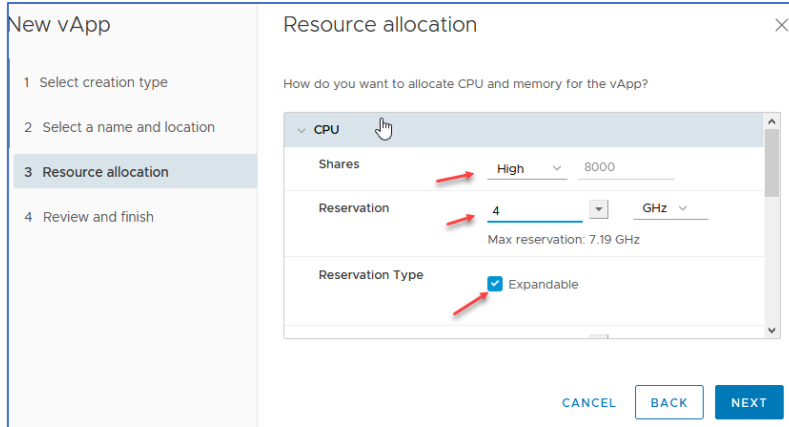 New vApp
1 Select creation type
2 Select a name and location
3 Resource allocation
4 Review and finish
Resource allocation
How do you want to allocate CPU and memory for the vApp?
CPU
Shares
High
8000
Reservation
4
GHz
Max reservation: 7.19 GHz
Reservation Type
Expandable
CANCEL
BACK
NEXT